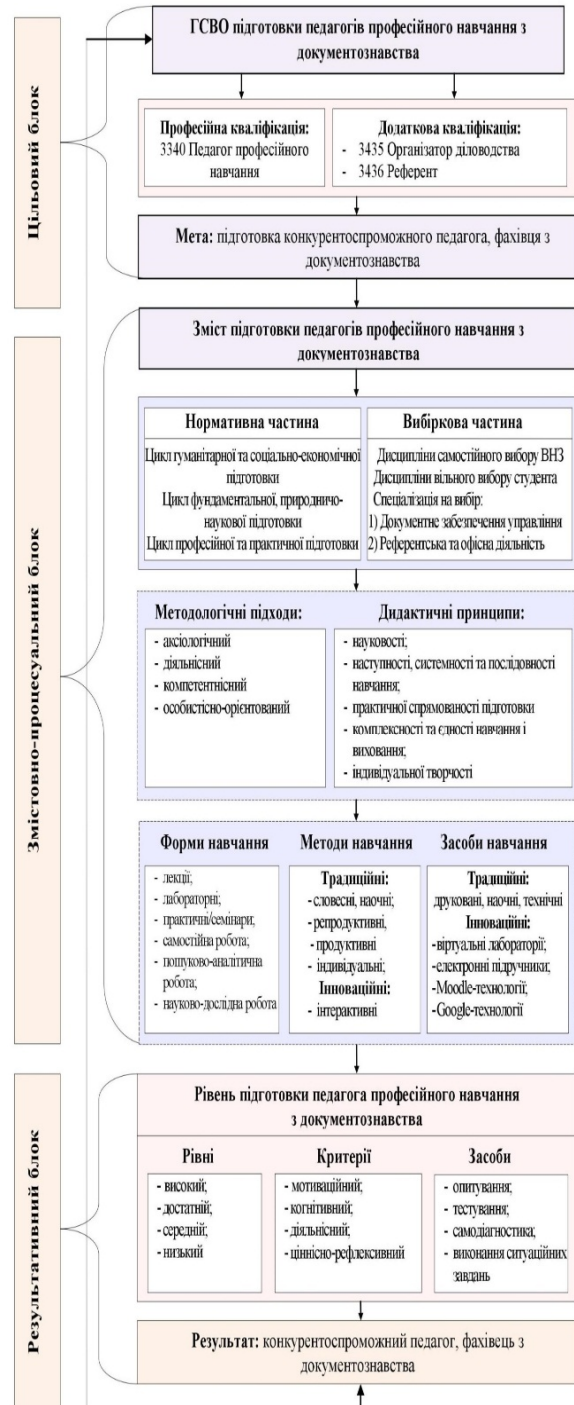 Цільовий блок
ГСВО підготовки педагогів професійного навчання з
документознавства
Професійна кваліфікація:
3340 Педагог професійного
навчання
Додаткова кваліфікація:
- 3435 Організатор діловодства
- 3436 Референт
Мета: підготовка конкурентоспроможного педагога, фахівця з
документознавства
Змістовно-процесуальний блок
Зміст підготовки педагогів професійного навчання з
документознавства
Нормативна частина
Цикл гуманітарної та соціально-економічної
підготовки
Цикл фундаментальної, природничо-
наукової підготовки
Цикл професійної та практичної підготовки
Вибіркова частина
Дисципліни самостійного вибору ВНЗ
Дисципліни вільного вибору студента
Спеціалізація на вибір:
1) Документне забезпечення управління
2) Референтська та офісна діяльність
Методологічні підходи:
- аксіологічний
- діяльнісний
- компетентнісний
- особистісно-орієнтований
Дидактичні принципи:
- науковості;
- наступності, системності та послідовності
навчання;
- практичної спрямованості підготовки
- комплексності та єдності навчання і
виховання;
- індивідуальної творчості
Форми навчання
- лекції;
- лабораторні;
- практичні/семінари;
- самостійна робота;
- пошуково-аналітична
робота;
- науково-дослідна робота
Методи навчання
Традиційні:
- словесні, наочні;
- репродуктивні,
- продуктивні
- індивідуальні;
Інноваційні:
- інтерактивні
Засоби навчання
Традиційні:
друковані, наочні, технічні
Інноваційні:
- віртуальні лабораторії;
- електронні підручники;
- Moodle-технології;
- Google-технології
Результативний блок
Рівень підготовки педагога професійного навчання
з документознавства
Рівні
- високий;
- достатній;
- середній;
- низький
Критерії
- мотиваційний;
- когнітивний;
- діяльнісний;
- ціннісно-рефлексивний
Засоби
- опитування;
- тестування;
- самодіагностика;
- виконання ситуаційних
завдань
Результат: конкурентоспроможний педагог, фахівець з
документознавства